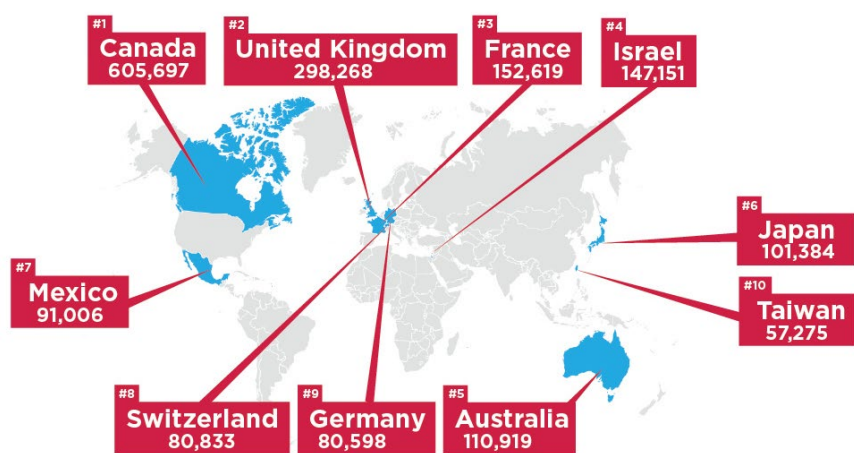 #1
Canada
605,697
#2
United Kingdom
298,268
#3
France
152,619
#4
Israel
147,151
#6
Japan
101,384
#7
Mexico
91,006
#10
Taiwan
57,275
#8
Switzerland
80,833
#9
Germany
80,598
#5
Australia
110,919